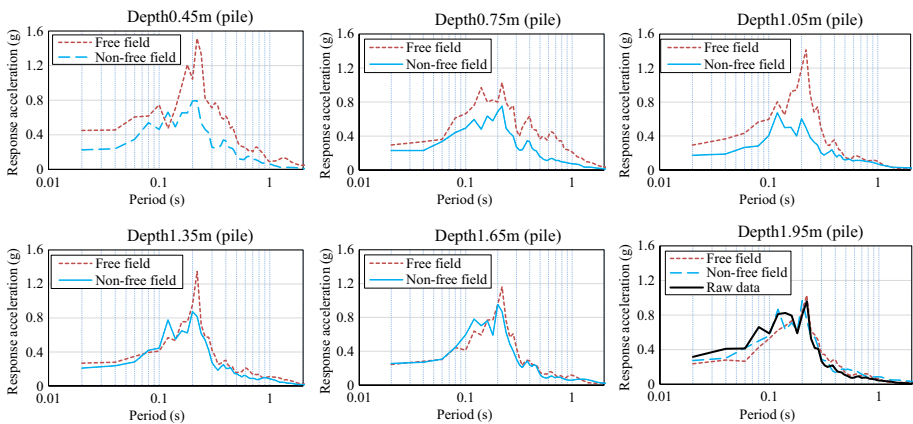 Depth0.45m (pile)
Response acceleration (g)
1.6
1.2
0.8
0.4
0
0.01
0.1
1
Period (s)
Free field
Non-free field
Depth0.75m (pile)
Response acceleration (g)
1.6
1.2
0.8
0.4
0
0.01
0.1
1
Period (s)
Free field
Non-free field
Depth1.05m (pile)
Response acceleration (g)
1.6
1.2
0.8
0.4
0
0.01
0.1
1
Period (s)
Free field
Non-free field
Depth1.35m (pile)
Response acceleration (g)
1.6
1.2
0.8
0.4
0
0.01
0.1
1
Period (s)
Free field
Non-free field
Depth1.65m (pile)
Response acceleration (g)
1.6
1.2
0.8
0.4
0
0.01
0.1
1
Period (s)
Free field
Non-free field
Depth1.95m (pile)
Response acceleration (g)
1.6
1.2
0.8
0.4
0
0.01
0.1
1
Period (s)
Free field
Non-free field
Raw data